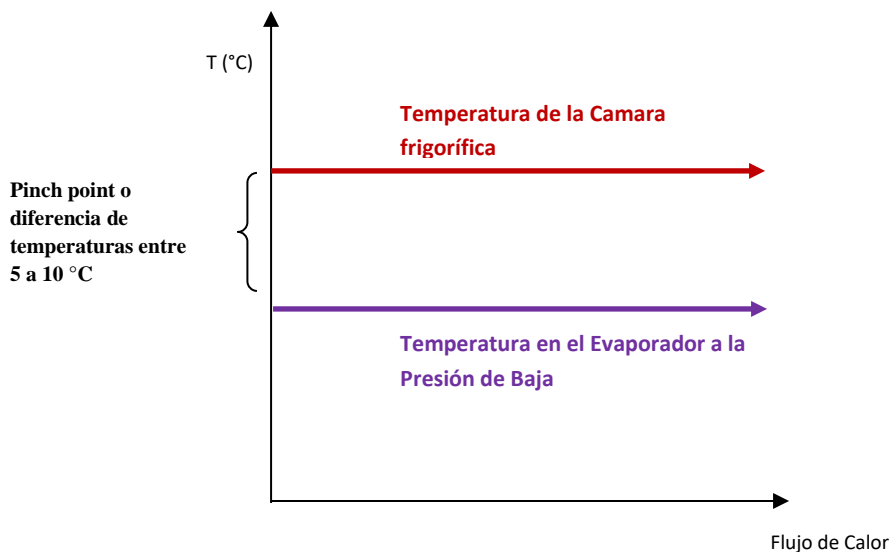 T (°C)
Temperatura de la Camara
frigorífica
Pinch point o
diferencia de
temperaturas entre
5 a 10 °C
Temperatura en el Evaporador a la
Presión de Baja
Flujo de Calor